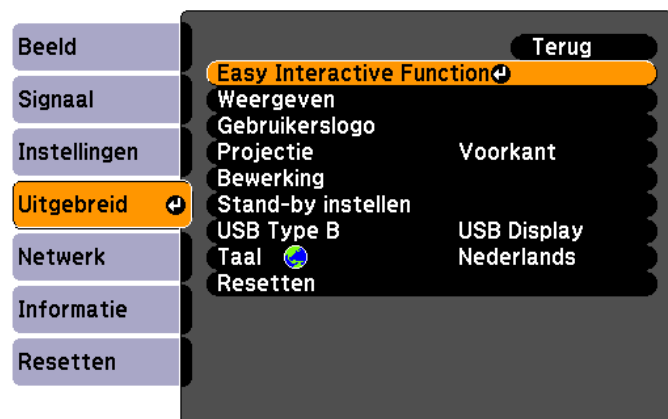 Beeld
Signaal
Instellingen
Uitgebreid
Netwerk
Informatie
Resetten
Terug
Easy Interactive Function
Weergeven
Gebruikerslogo
Projectie Voorkant
Bewerking
Stand-by instellen
USB Type B USB Display
Taal Nederlands
Resetten